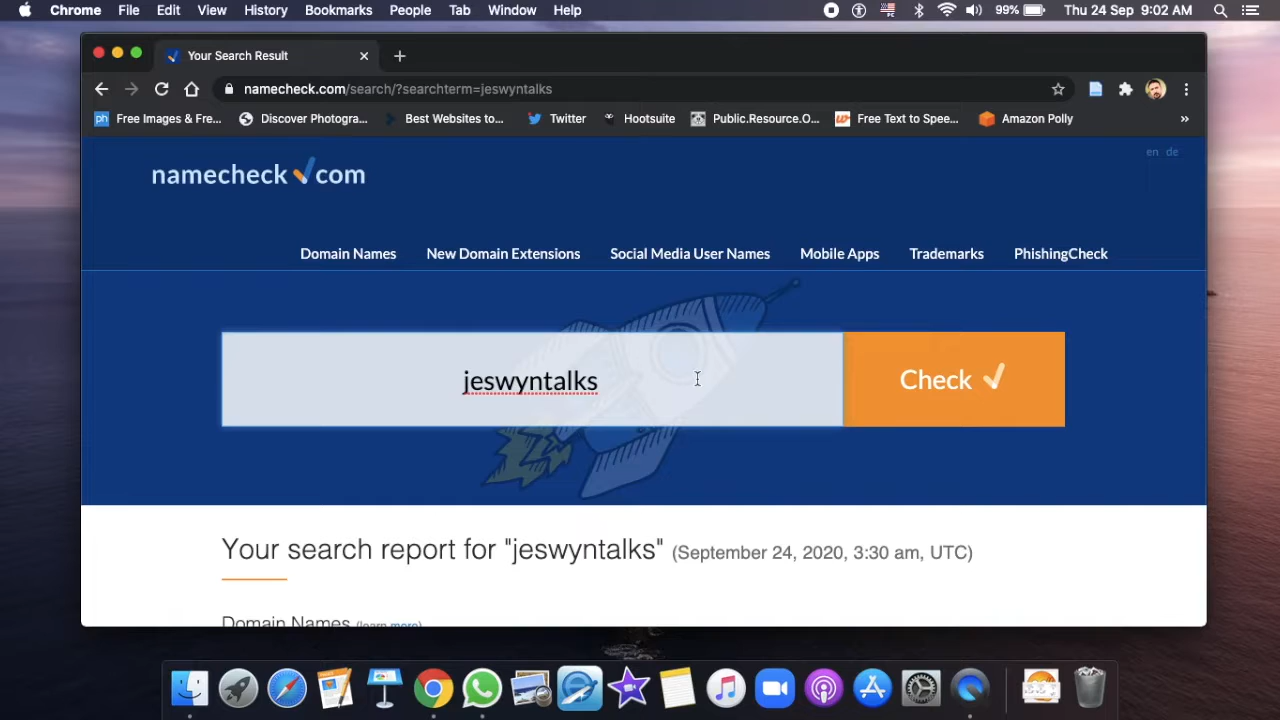 Chrome File Edit View History Bookmarks People Tab Window Help 99% Thu 24 Sep 9:02 AM
Your Search Result
namecheck.com/search/?searchterm=jeswyntalks
ph Free Images & Fre... Discover Photogra... Best Websites to... Twitter Hootsuite Public.Resource.O... Free Text to Spee... Amazon Polly »
en de
namecheck com
Domain Names New Domain Extensions Social Media User Names Mobile Apps Trademarks PhishingCheck
jeswyntalks Check
Your search report for "jeswyntalks" (September 24, 2020, 3:30 am, UTC)
Domain Names (learn more)